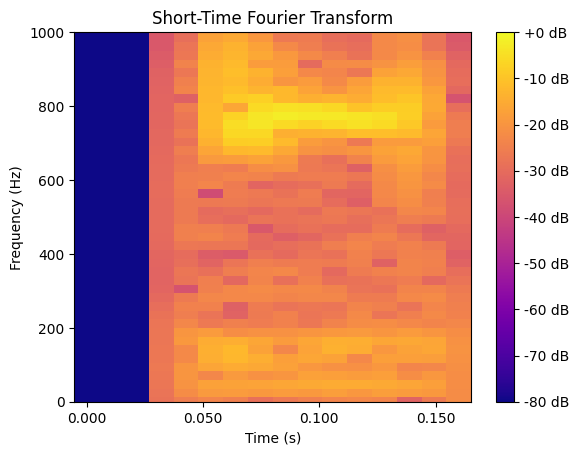 Short-Time Fourier Transform
1000
800
600
400
200
0
Frequency (Hz)
0.000
0.050
0.100
0.150
Time (s)
+0 dB
-10 dB
-20 dB
-30 dB
-40 dB
-50 dB
-60 dB
-70 dB
-80 dB